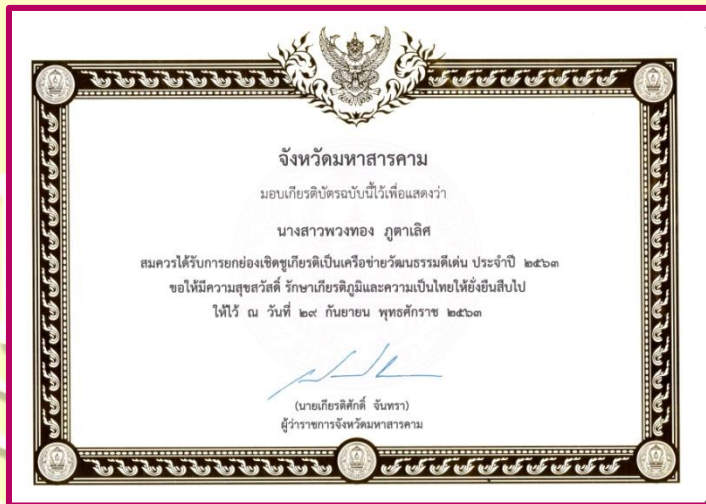 จังหวัดมหาสารคาม
มอบเกียรติบัตรฉบับนี้ไว้เพื่อแสดงว่า
นางสาวพวงทอง ภูตาเลิศ
สมควรได้รับการยกย่องเชิดชูเกียรติเป็นเครือข่ายวัฒนธรรมดีเด่น ประจำปี ๒๕๖๓
ขอให้มีความสุขสวัสดิ์ รักษาเกียรติภูมิและความเป็นไทยให้ยั่งยืนสืบไป
ให้ไว้ ณ วันที่ ๒๙ กันยายน พุทธศักราช ๒๕๖๓
(นายเกียรติศักดิ์ จันทรา)
ผู้ว่าราชการจังหวัดมหาสารคาม